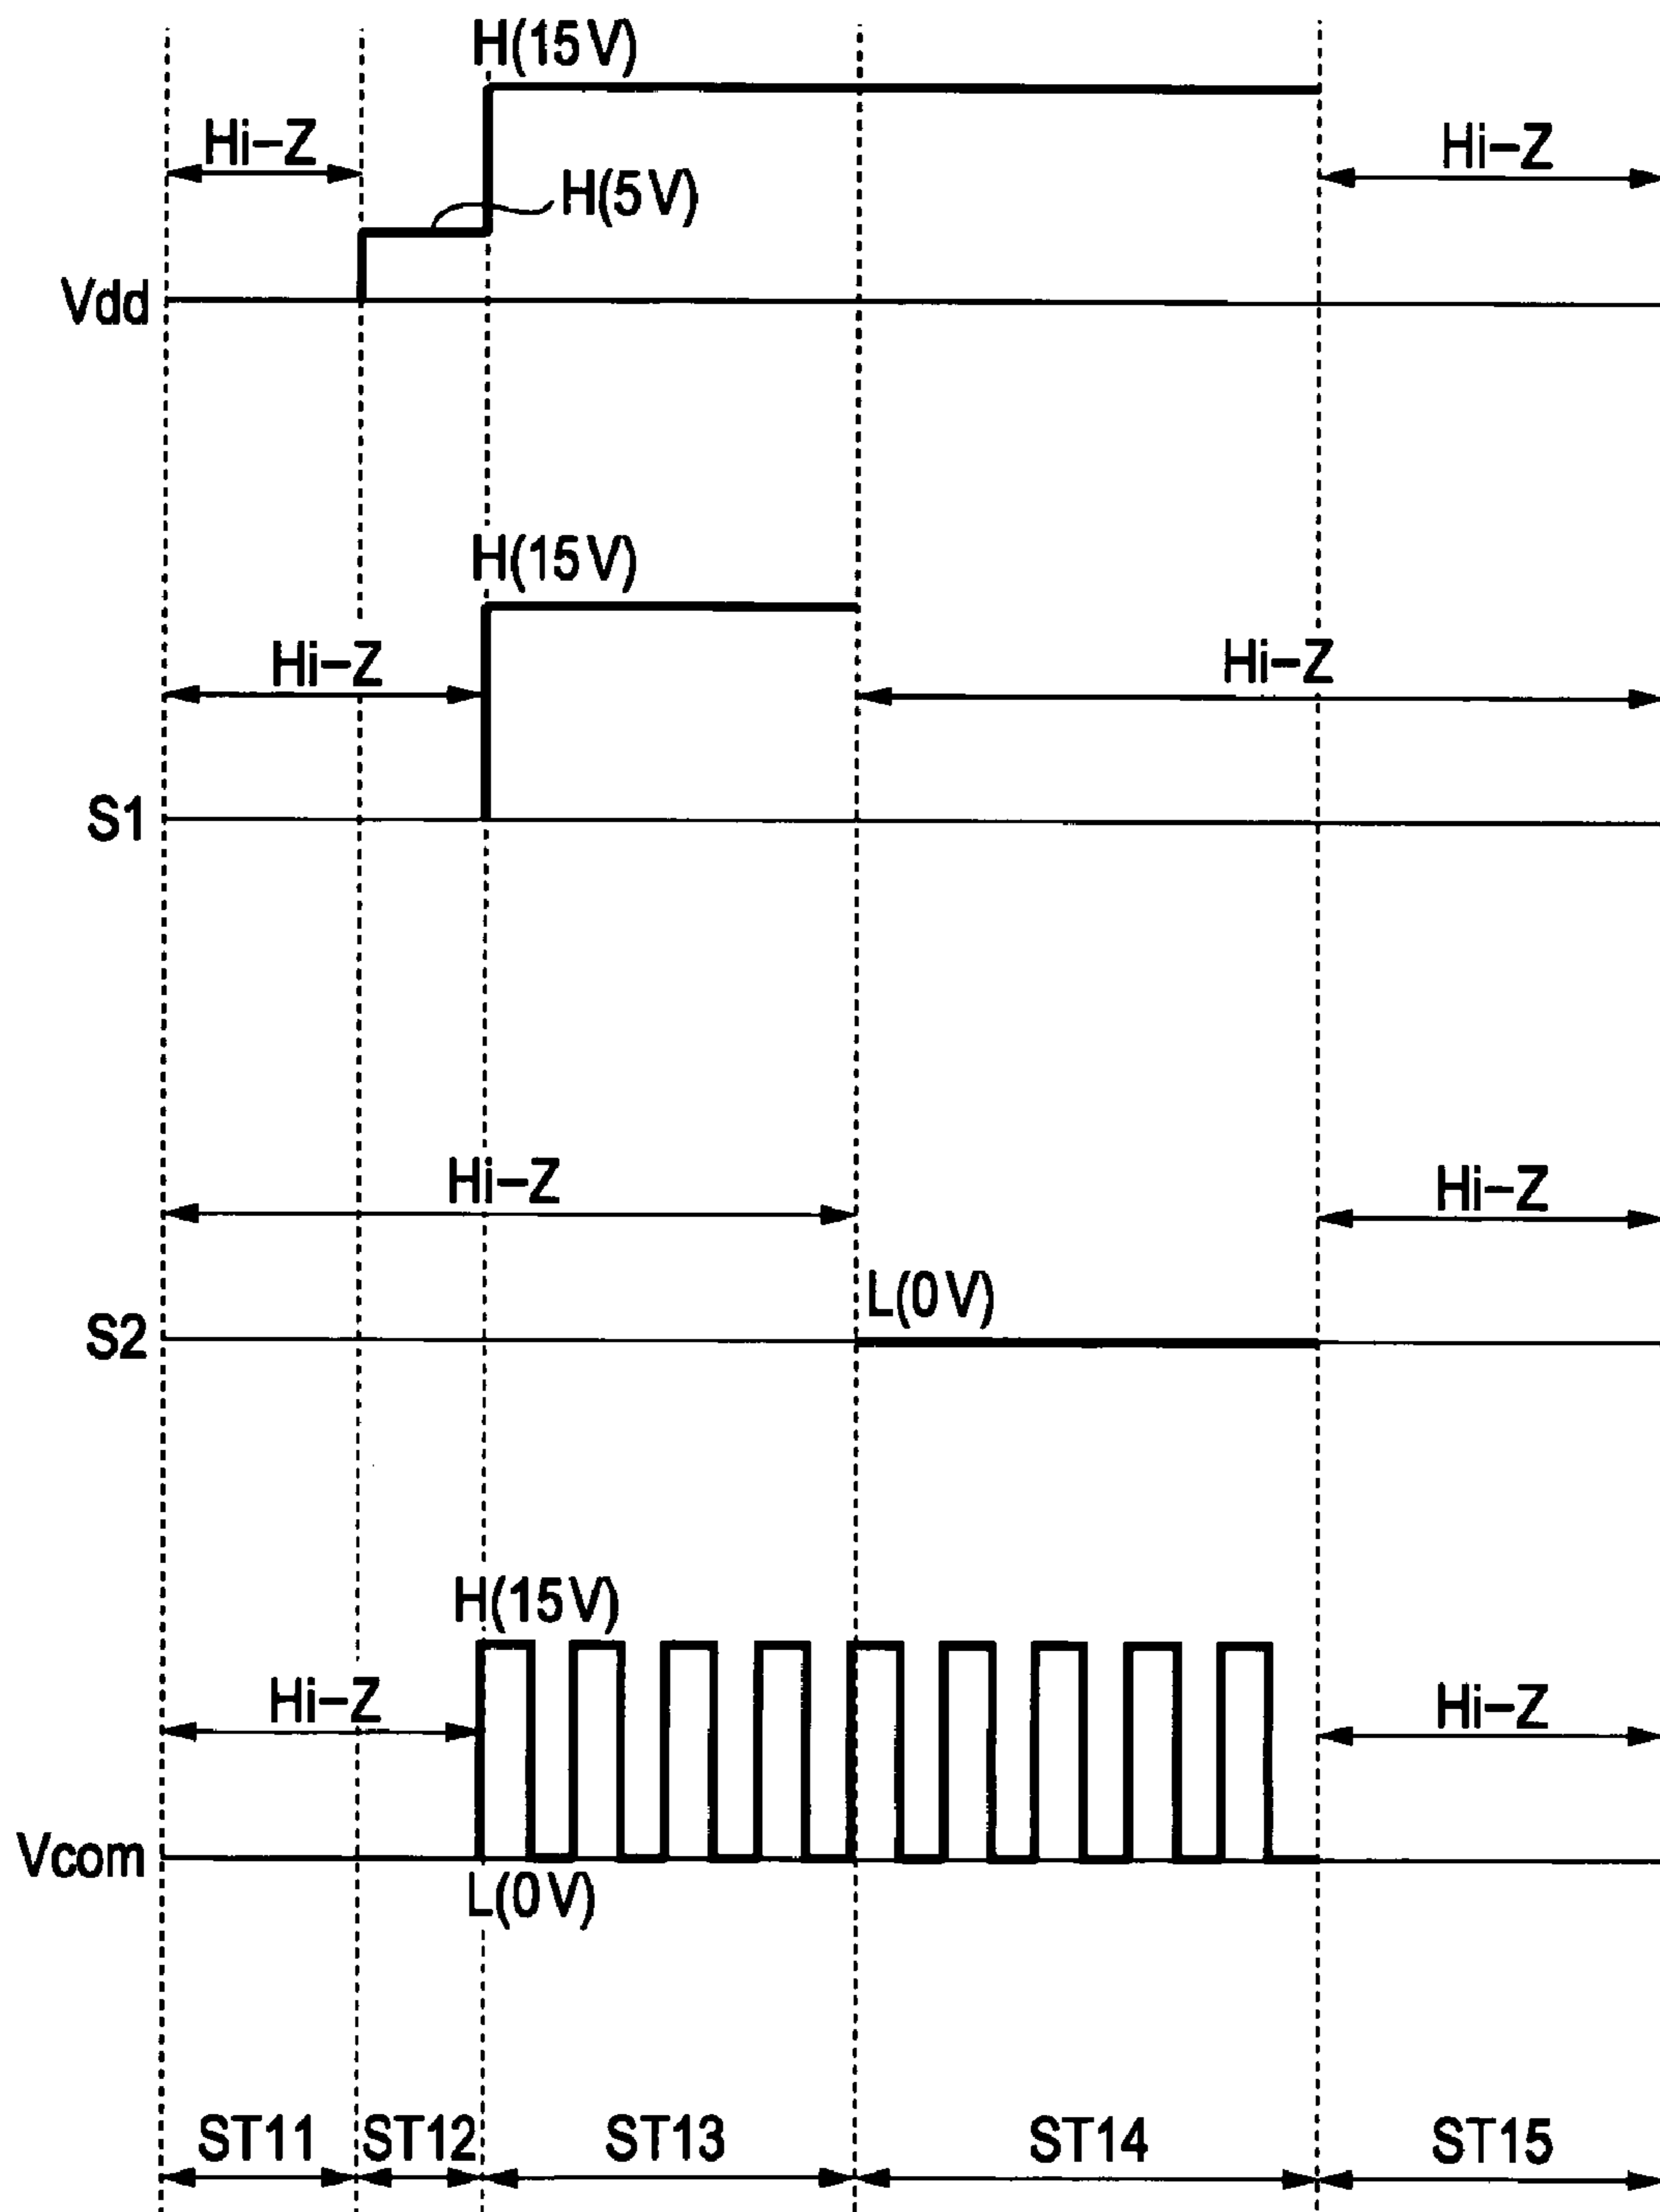 H(15V)
Hi-Z
Hi-Z
H(5V)
Vdd
H(15V)
Hi-Z
Hi-Z
S1
Hi-Z
Hi-Z
L(0V)
S2
H(15V)
Hi-Z
Hi-Z
Vcom
L(0V)
ST11 ST12 ST13 ST14 ST15